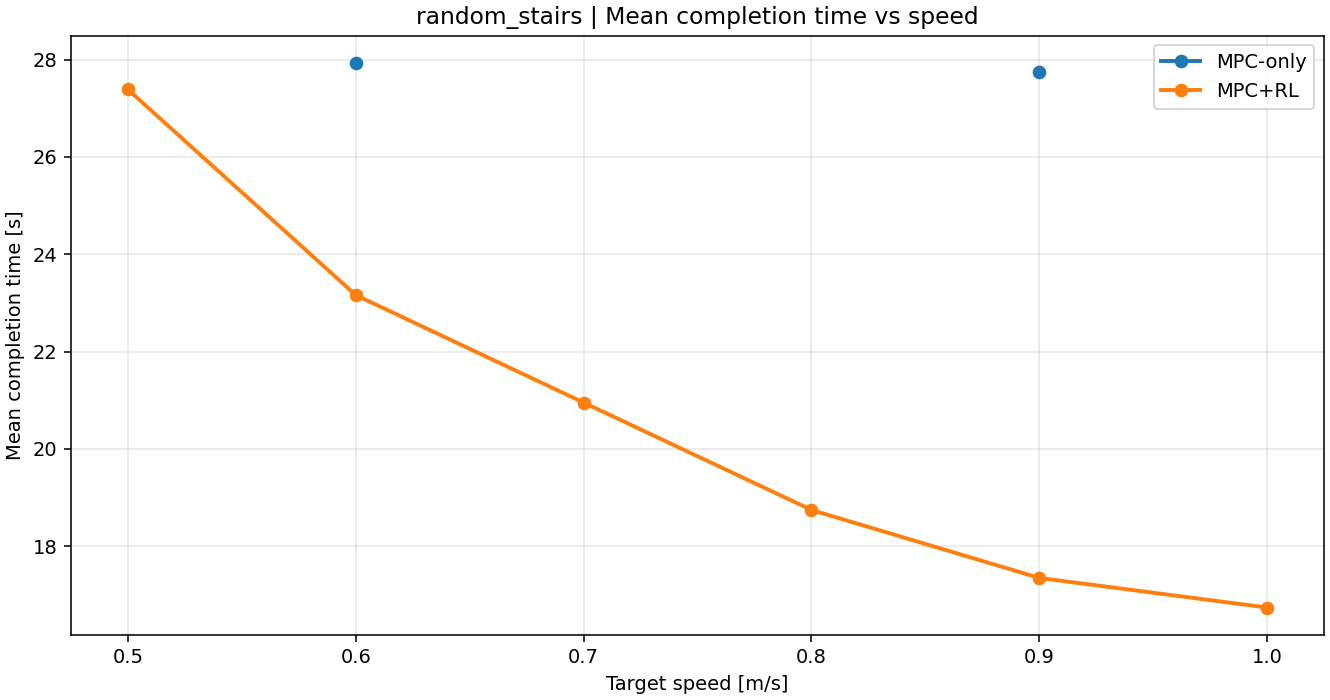 random_stairs | Mean completion time vs speed
MPC-only
MPC+RL
Mean completion time [s]
28
26
24
22
20
18
0.5
0.6
0.7
0.8
0.9
1.0
Target speed [m/s]